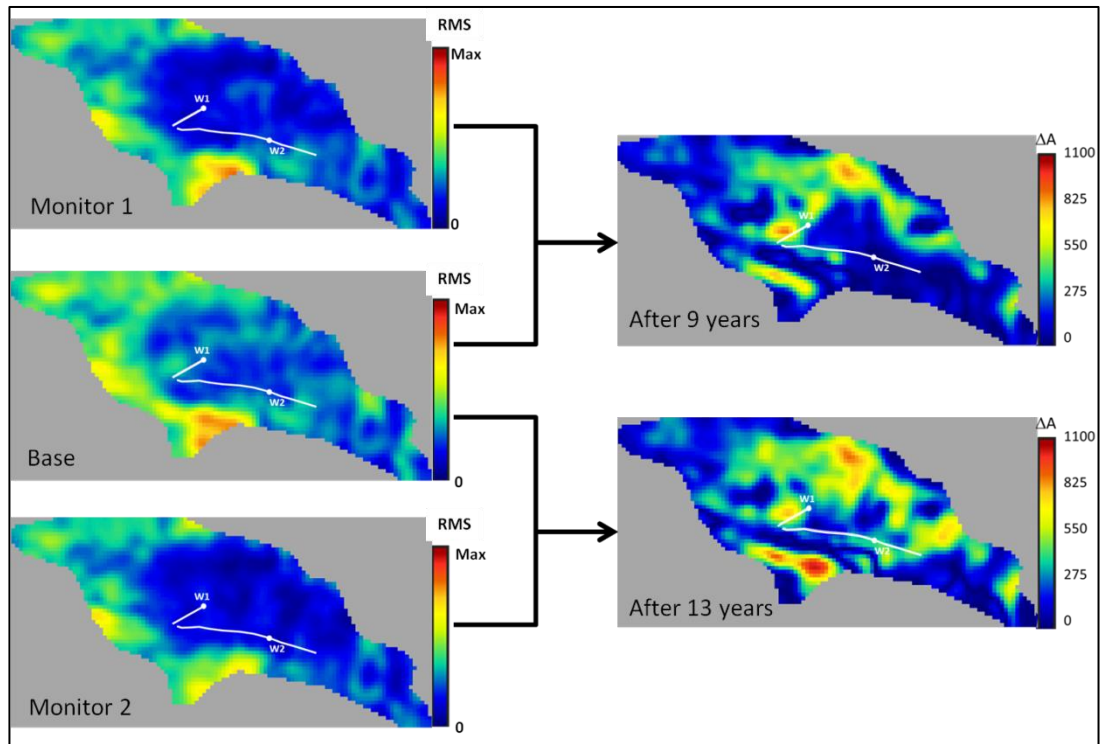 RMS
Max
W1
W2
Monitor 1
0
RMS
Max
W1
W2
Base
0
RMS
Max
W1
W2
Monitor 2
0
ΔA
1100
825
W1
550
W2
275
After 9 years
0
ΔA
1100
825
W1
550
W2
275
After 13 years
0